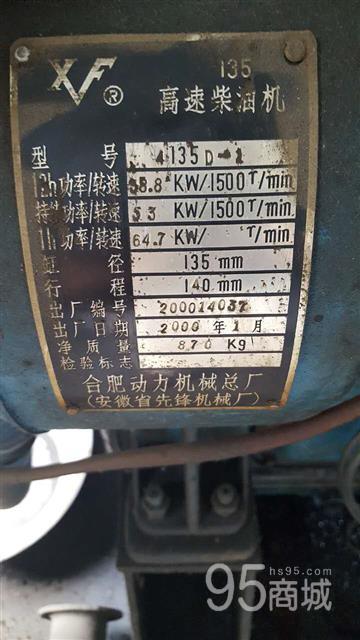 XF® 135
高速柴油机
型号 4135D-1
12h功率/转速 58.8 KW/1500 r/min
持续功率/转速 53 KW/1500 r/min
1h功率/转速 64.7 KW/ r/min
缸径 135 mm
行程 140 mm
出厂编号 200014037
出厂日期 2000年1月
净质量 870 Kg
检验标志
合肥动力机械总厂
(安徽省先锋机械厂)
hs95.com
95商城